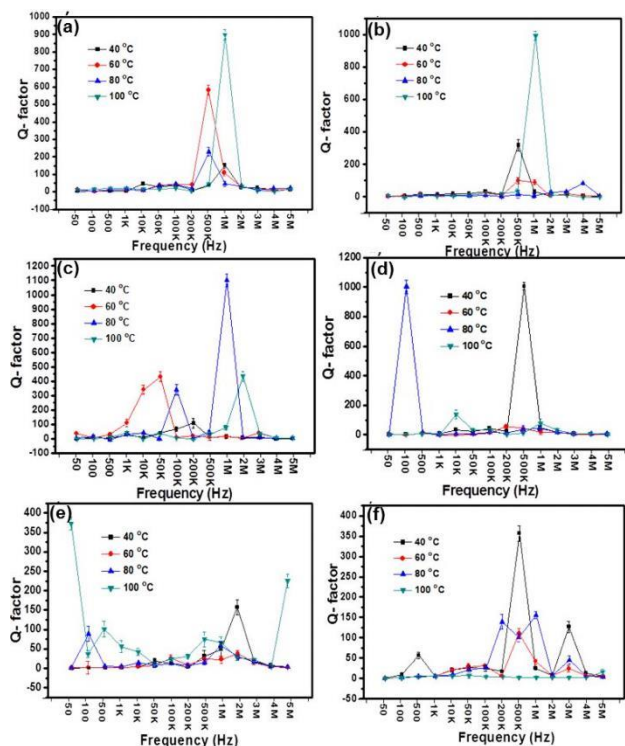 (a)
1000
900
800
700
600
500
400
300
200
100
0
-100
Q- factor
40 °C
60 °C
80 °C
100 °C
50 100 500 1K 10K 50K 100K 200K 500K 1M 2M 3M 4M 5M
Frequency (Hz)
(b)
1000
800
600
400
200
0
Q- factor
40 °C
60 °C
80 °C
100 °C
50 100 500 1K 10K 50K 100K 200K 500K 1M 2M 3M 4M 5M
Frequency (Hz)
(c)
1100
1000
900
800
700
600
500
400
300
200
100
0
-100
Q- factor
40 °C
60 °C
80 °C
100 °C
50 100 500 1K 10K 50K 100K 200K 500K 1M 2M 3M 4M 5M
Frequency (Hz)
(d)
1200
1000
800
600
400
200
0
Q- factor
40 °C
60 °C
80 °C
100 °C
50 100 500 1K 10K 50K 100K 200K 500K 1M 2M 3M 4M 5M
Frequency (Hz)
(e)
400
350
300
250
200
150
100
50
0
-50
Q- factor
40 °C
60 °C
80 °C
100 °C
50 100 500 1K 10K 50K 100K 200K 500K 1M 2M 3M 4M 5M
Frequency (Hz)
(f)
400
350
300
250
200
150
100
50
0
Q- factor
40 °C
60 °C
80 °C
100 °C
50 100 500 1K 10K 50K 100K 200K 500K 1M 2M 3M 4M 5M
Frequency (Hz)